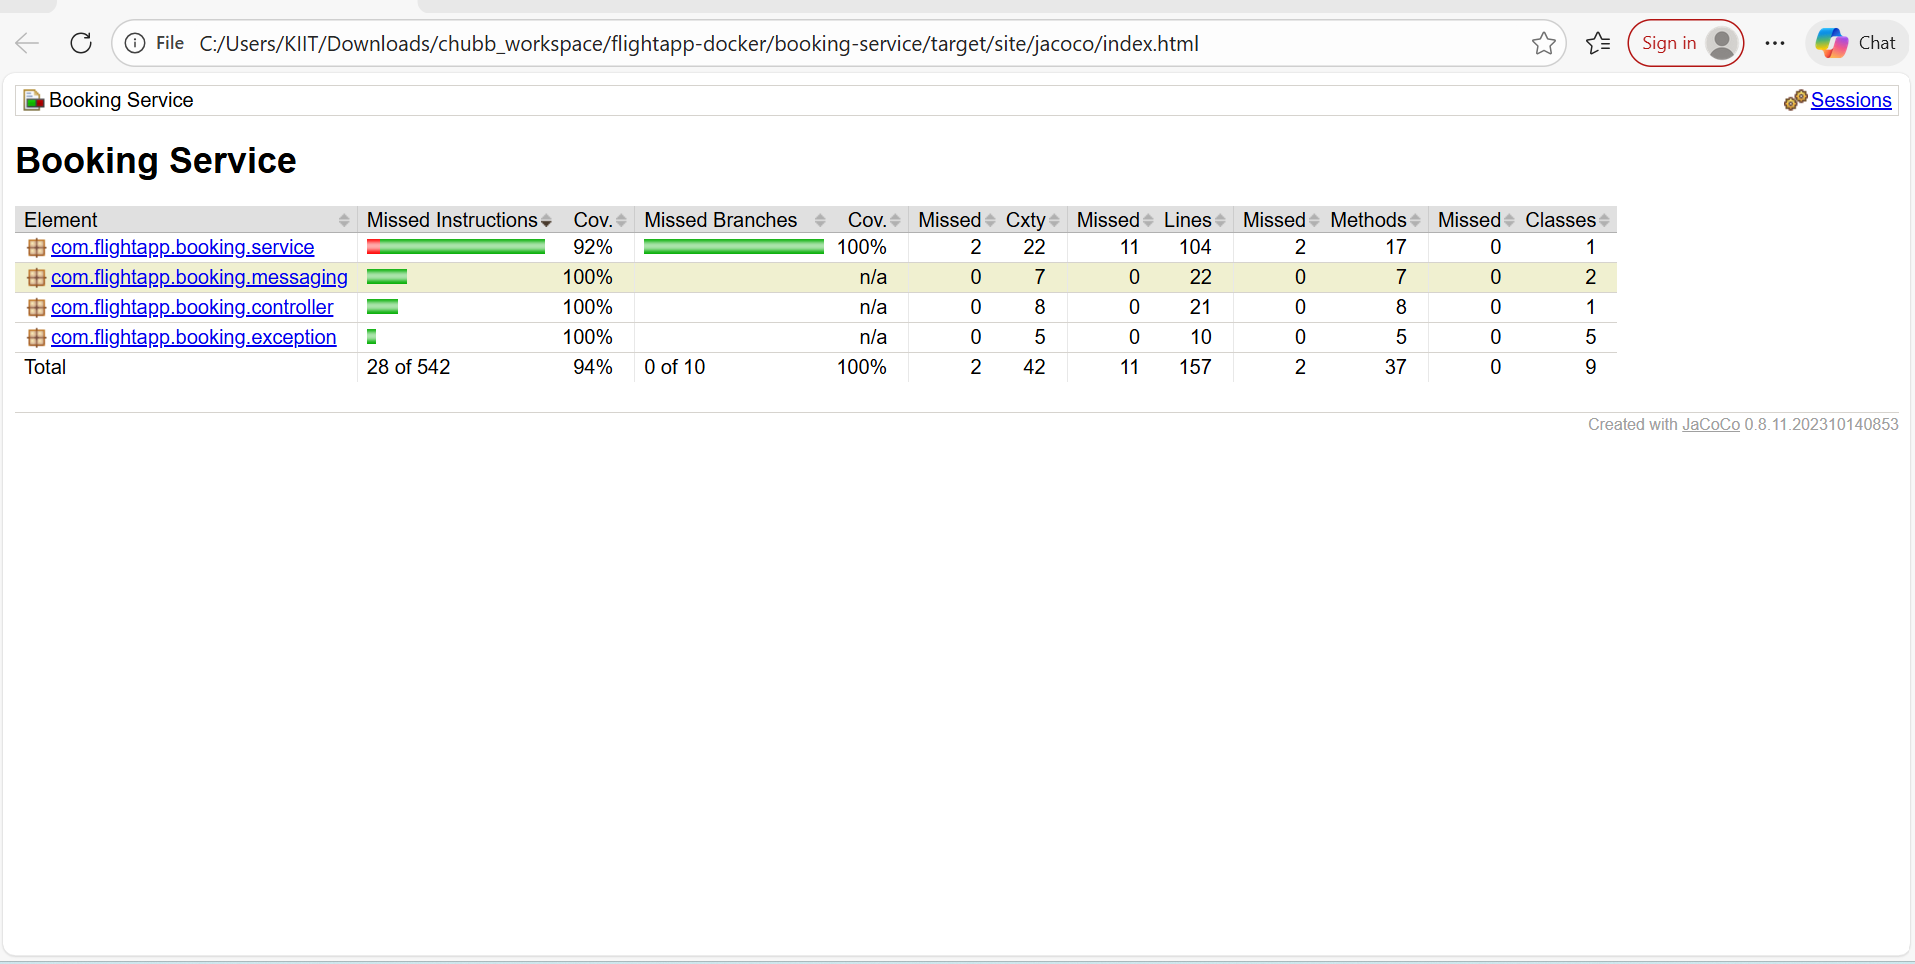 File C:/Users/KIIT/Downloads/chubb_workspace/flightapp-docker/booking-service/target/site/jacoco/index.html Sign in Chat
Booking Service Sessions
Booking Service
Element Missed Instructions Cov. Missed Branches Cov. Missed Cxty Missed Lines Missed Methods Missed Classes
com.flightapp.booking.service 92% 100% 2 22 11 104 2 17 0 1
com.flightapp.booking.messaging 100% n/a 0 7 0 22 0 7 0 2
com.flightapp.booking.controller 100% n/a 0 8 0 21 0 8 0 1
com.flightapp.booking.exception 100% n/a 0 5 0 10 0 5 0 5
Total 28 of 542 94% 0 of 10 100% 2 42 11 157 2 37 0 9
Created with JaCoCo 0.8.11.202310140853